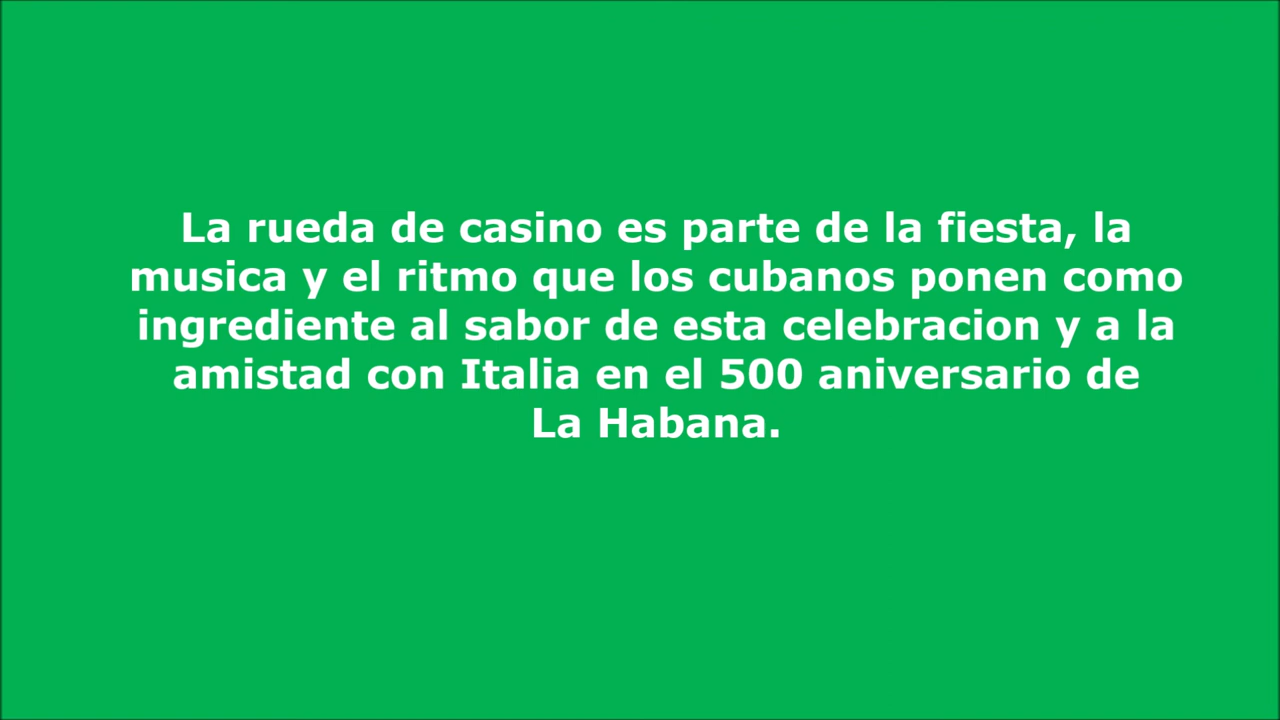 La rueda de casino es parte de la fiesta, la
musica y el ritmo que los cubanos ponen como
ingrediente al sabor de esta celebracion y a la
amistad con Italia en el 500 aniversario de
La Habana.